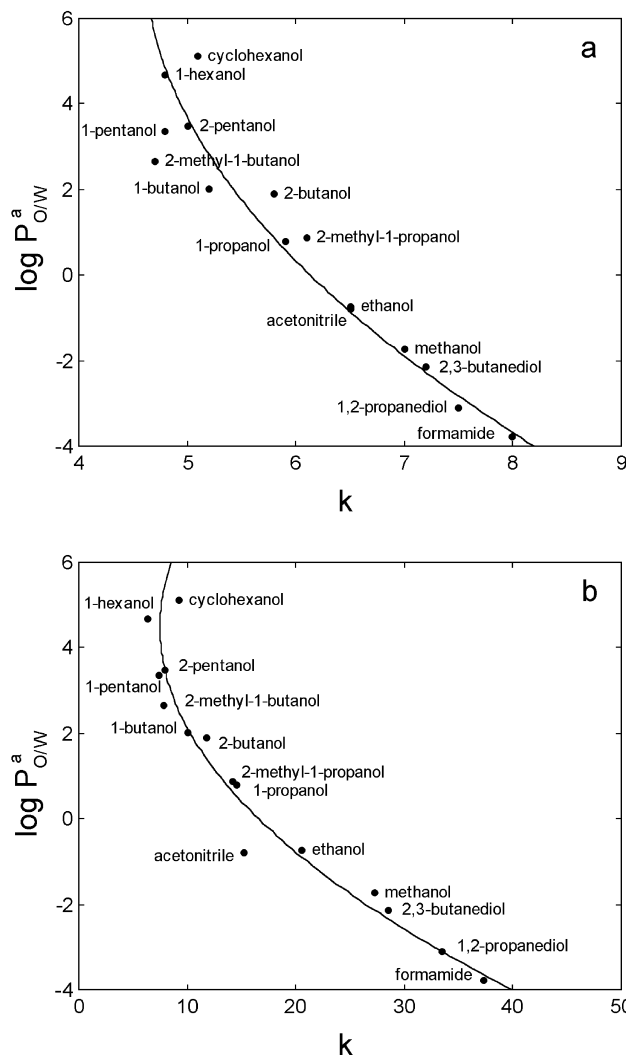 6
a
cyclohexanol
1-hexanol
4
1-pentanol
2-pentanol
2-methyl-1-butanol
2
1-butanol
2-butanol
2-methyl-1-propanol
1-propanol
0
ethanol
acetonitrile
methanol
-2
2,3-butanediol
1,2-propanediol
formamide
-4
log P a O/W
4 5 6 7 8 9
k
6
b
1-hexanol
cyclohexanol
4
2-pentanol
1-pentanol
2-methyl-1-butanol
2
1-butanol
2-butanol
2-methyl-1-propanol
1-propanol
0
acetonitrile
ethanol
methanol
-2
2,3-butanediol
1,2-propanediol
formamide
-4
log P a O/W
0 10 20 30 40 50
k